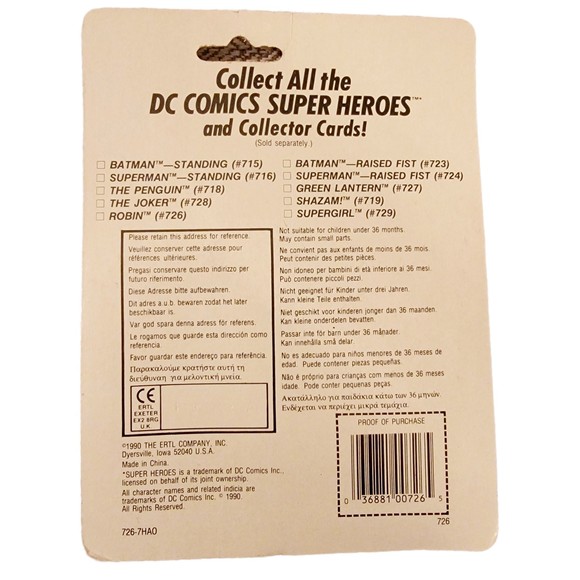 Collect All the
DC COMICS SUPER HEROES™*
and Collector Cards!
(Sold separately.)
BATMAN™—STANDING (#715)
SUPERMAN™—STANDING (#716)
THE PENGUIN™ (#718)
THE JOKER™ (#728)
ROBIN™ (#726)
BATMAN™—RAISED FIST (#723)
SUPERMAN™—RAISED FIST (#724)
GREEN LANTERN™ (#727)
SHAZAM!™ (#719)
SUPERGIRL™ (#729)
Please retain this address for reference.
Veuillez conserver cette adresse pour
références ultérieures.
Pregasi conservare questo indirizzo per
futuro riferimento.
Diese Adresse bitte aufbewahren.
Dit adres a.u.b. bewaren zodat het later
beschikbaar is.
Var god spara denna adress för referens.
Le rogamos que guarde esta dirección como
referencia.
Favor guardar este endereço para referência.
Παρακαλούμε κρατήστε αυτή τη
διεύθυναη για μελοντική μνεία.
CE
ERTL
EXETER
EX2 8RG
U.K.
Not suitable for children under 36 months.
May contain small parts.
Ne convient pas aux enfants de moins de 36 mois.
Peut contenir des petites pièces.
Non idoneo per bambini di età inferiore ai 36 mesi.
Può contenere piccoli pezzi.
Nicht geeignet für Kinder unter drei Jahren.
Kann kleine Teile enthalten.
Niet geschikt voor kinderen jonger dan 36 maanden.
Kan kleine onderdelen bevatten.
Passar inte för barn under 36 månader.
Kan innehålla små delar.
No es adecuado para niños menores de 36 meses de
edad. Puede contener piezas pequeñas.
Não é próprio para crianças com menos de 36 meses
idade. Pode conter pequenas peças.
Ακατάλληλο για παιδάκια κάτω των 36 μηνών.
Ενδέχεται να περιέχει μικρά τεμάχια.
©1990 THE ERTL COMPANY, INC.
Dyersville, Iowa 52040 U.S.A.
Made in China.
*SUPER HEROES is a trademark of DC Comics Inc.,
licensed on behalf of its joint ownership.
All character names and related indicia are
trademarks of DC Comics Inc. © 1990.
All Rights Reserved.
726-7HAO
PROOF OF PURCHASE
0 36881 00726 5
726